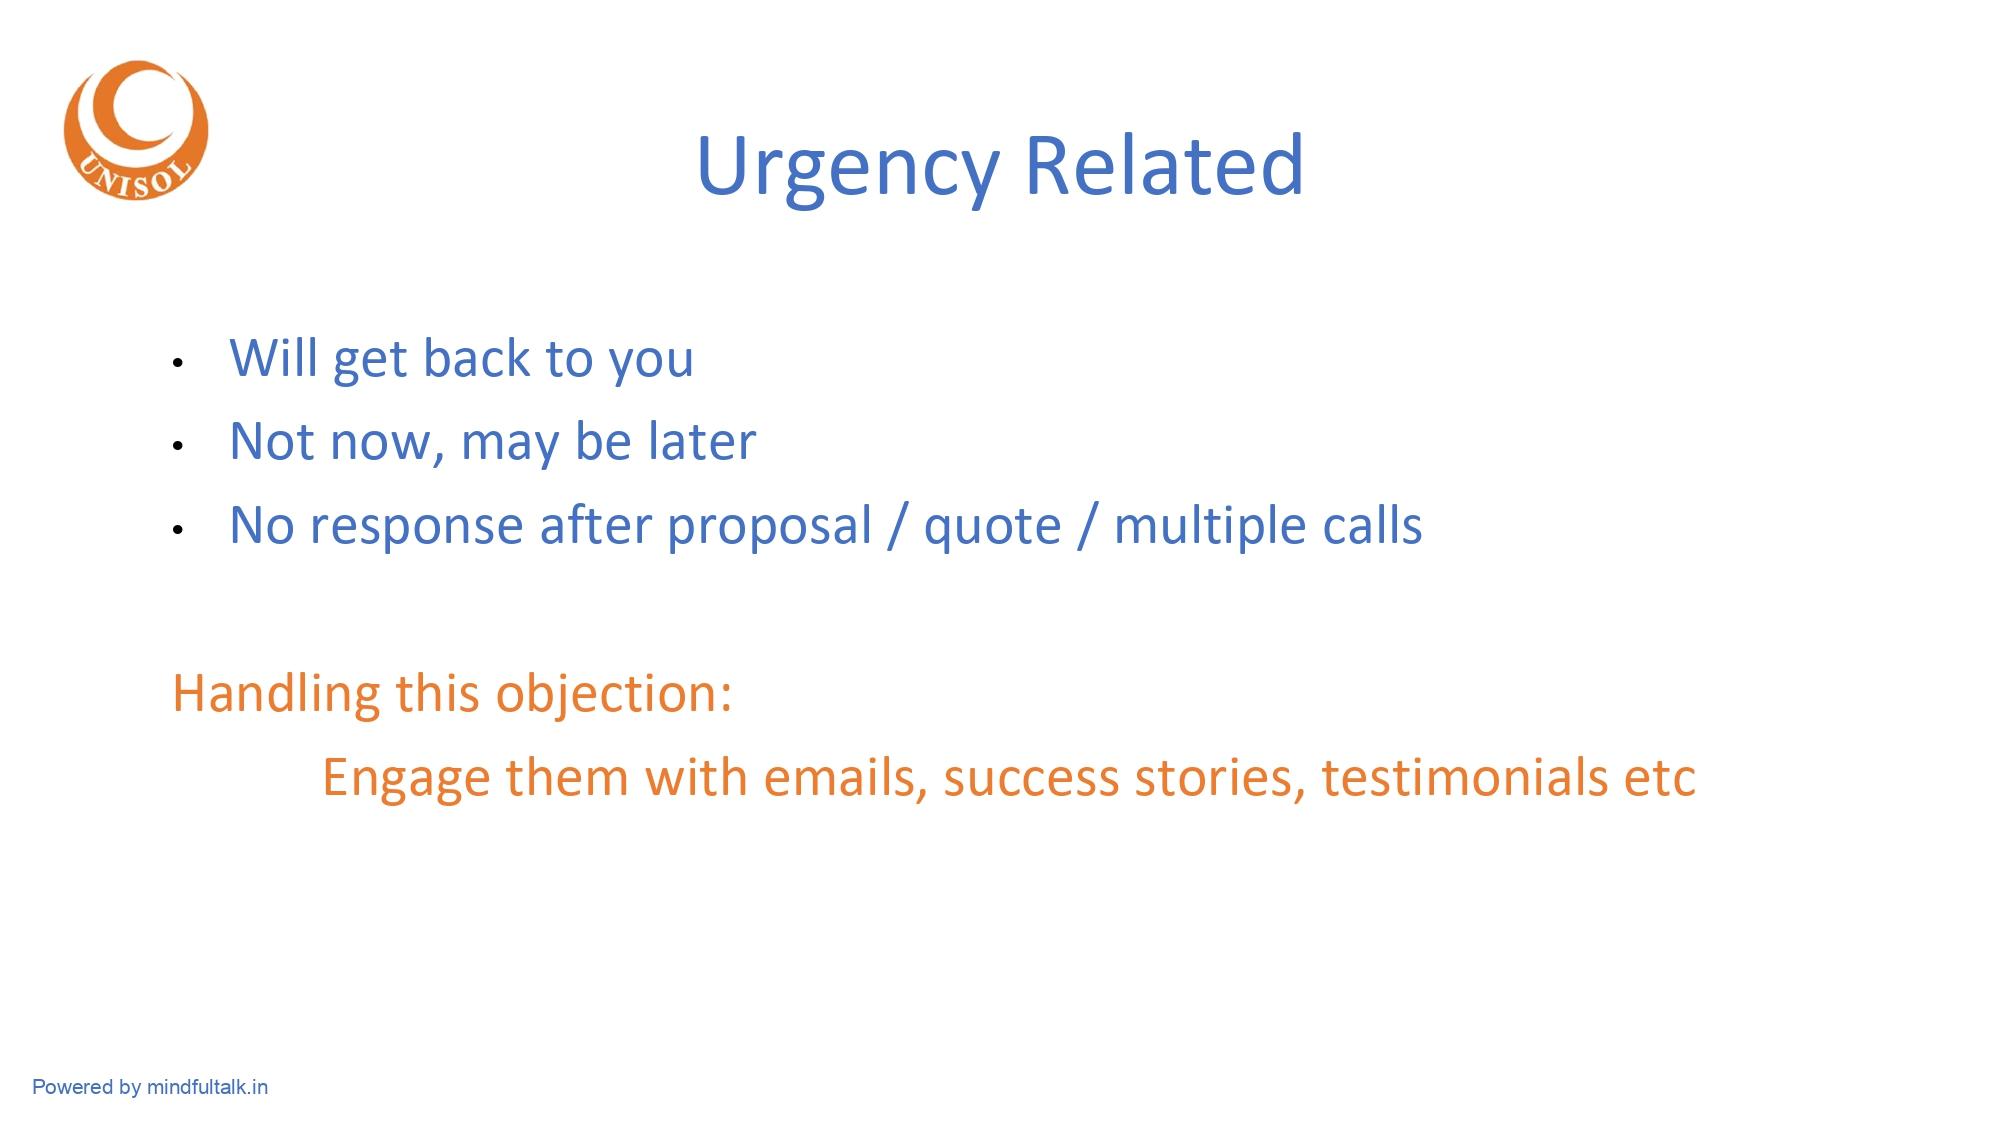 UNISOL
Urgency Related
• Will get back to you
• Not now, may be later
• No response after proposal / quote / multiple calls
Handling this objection:
Engage them with emails, success stories, testimonials etc
Powered by mindfultalk.in